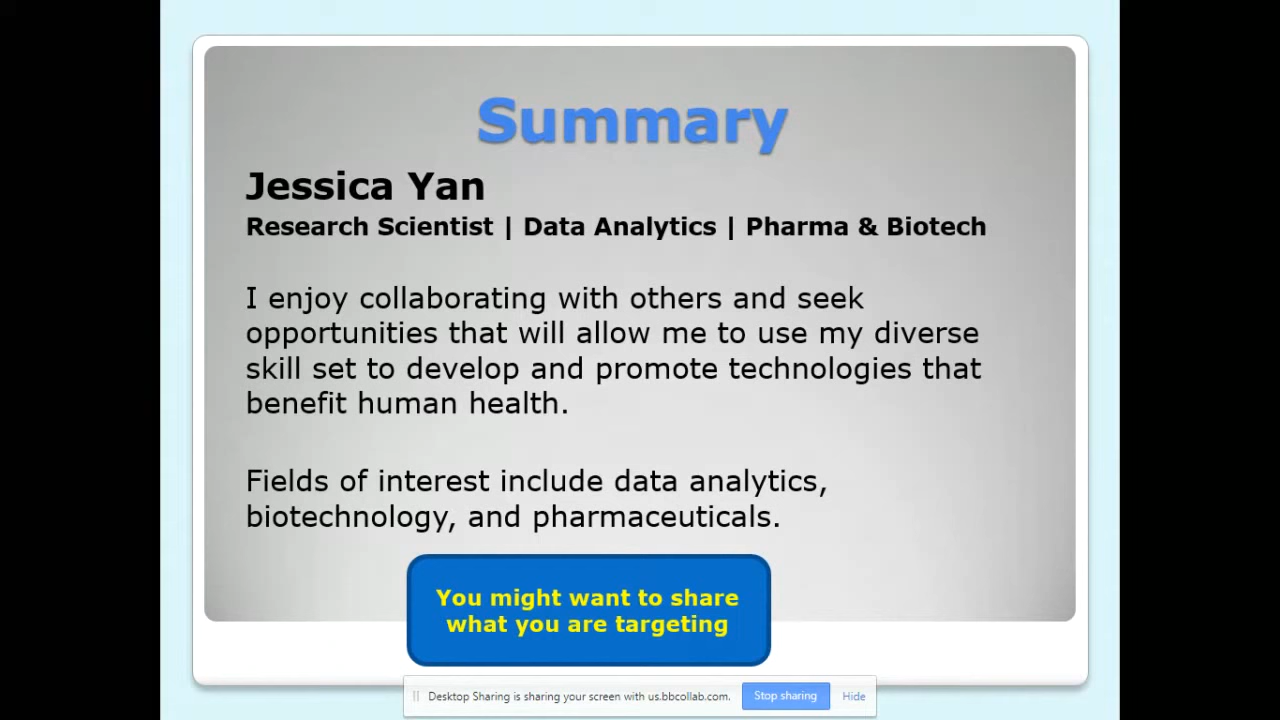 Summary
Jessica Yan
Research Scientist | Data Analytics | Pharma & Biotech
I enjoy collaborating with others and seek
opportunities that will allow me to use my diverse
skill set to develop and promote technologies that
benefit human health.
Fields of interest include data analytics,
biotechnology, and pharmaceuticals.
You might want to share
what you are targeting
Desktop Sharing is sharing your screen with us.bbcollab.com. Stop sharing Hide